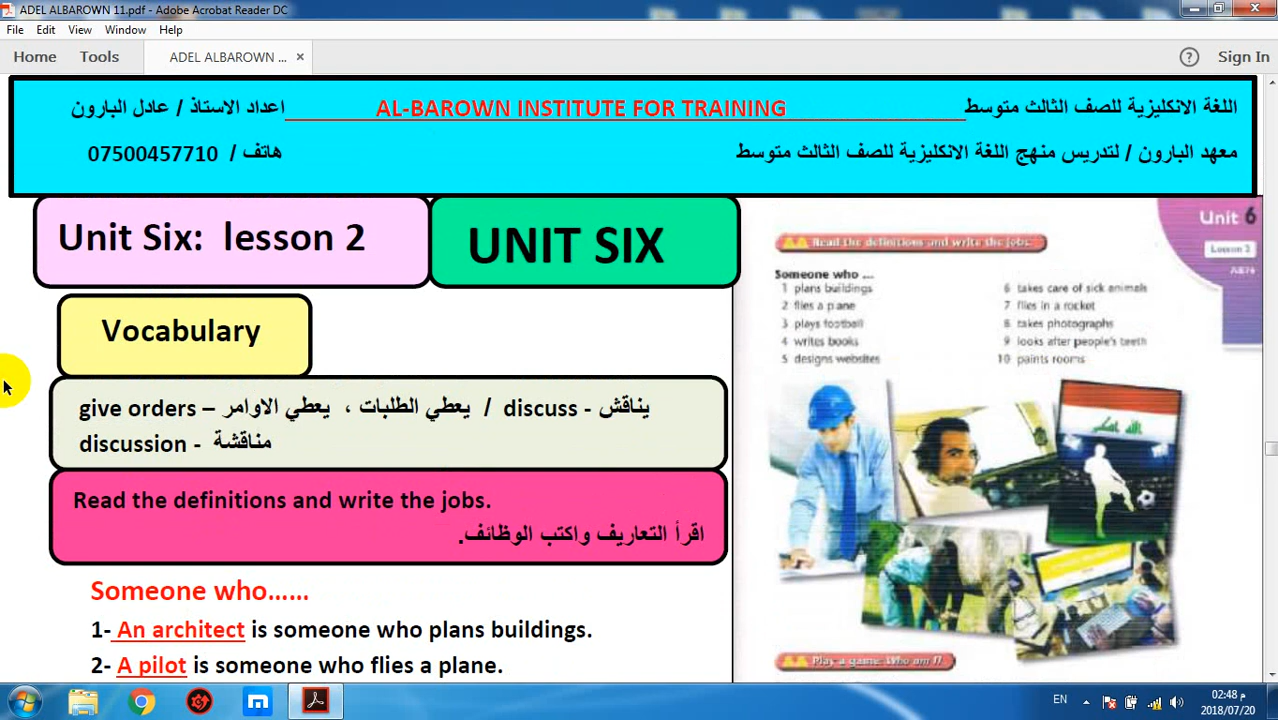 ADEL ALBAROWN 11.pdf - Adobe Acrobat Reader DC
File Edit View Window Help
Home Tools ADEL ALBAROWN ... × ? Sign In
اللغة الانكليزية للصف الثالث متوسط AL-BAROWN INSTITUTE FOR TRAINING اعداد الاستاذ / عادل البارون
معهد البارون / لتدريس منهج اللغة الانكليزية للصف الثالث متوسط هاتف / 07500457710
Unit Six: lesson 2
UNIT SIX
Vocabulary
give orders – يعطي الطلبات ، يعطي الاوامر / discuss - يناقش
discussion - مناقشة
Read the definitions and write the jobs.
اقرأ التعاريف واكتب الوظائف.
Someone who……
1- An architect is someone who plans buildings.
2- A pilot is someone who flies a plane.
Unit 6
Read the definitions and write the jobs.
Someone who ...
1 plans buildings
2 flies a plane
3 plays football
4 writes books
5 designs websites
6 takes care of sick animals
7 flies in a rocket
8 takes photographs
9 looks after people's teeth
10 paints rooms
الله اكبر
Play a game: Who am I?
EN
02:48 م
2018/07/20